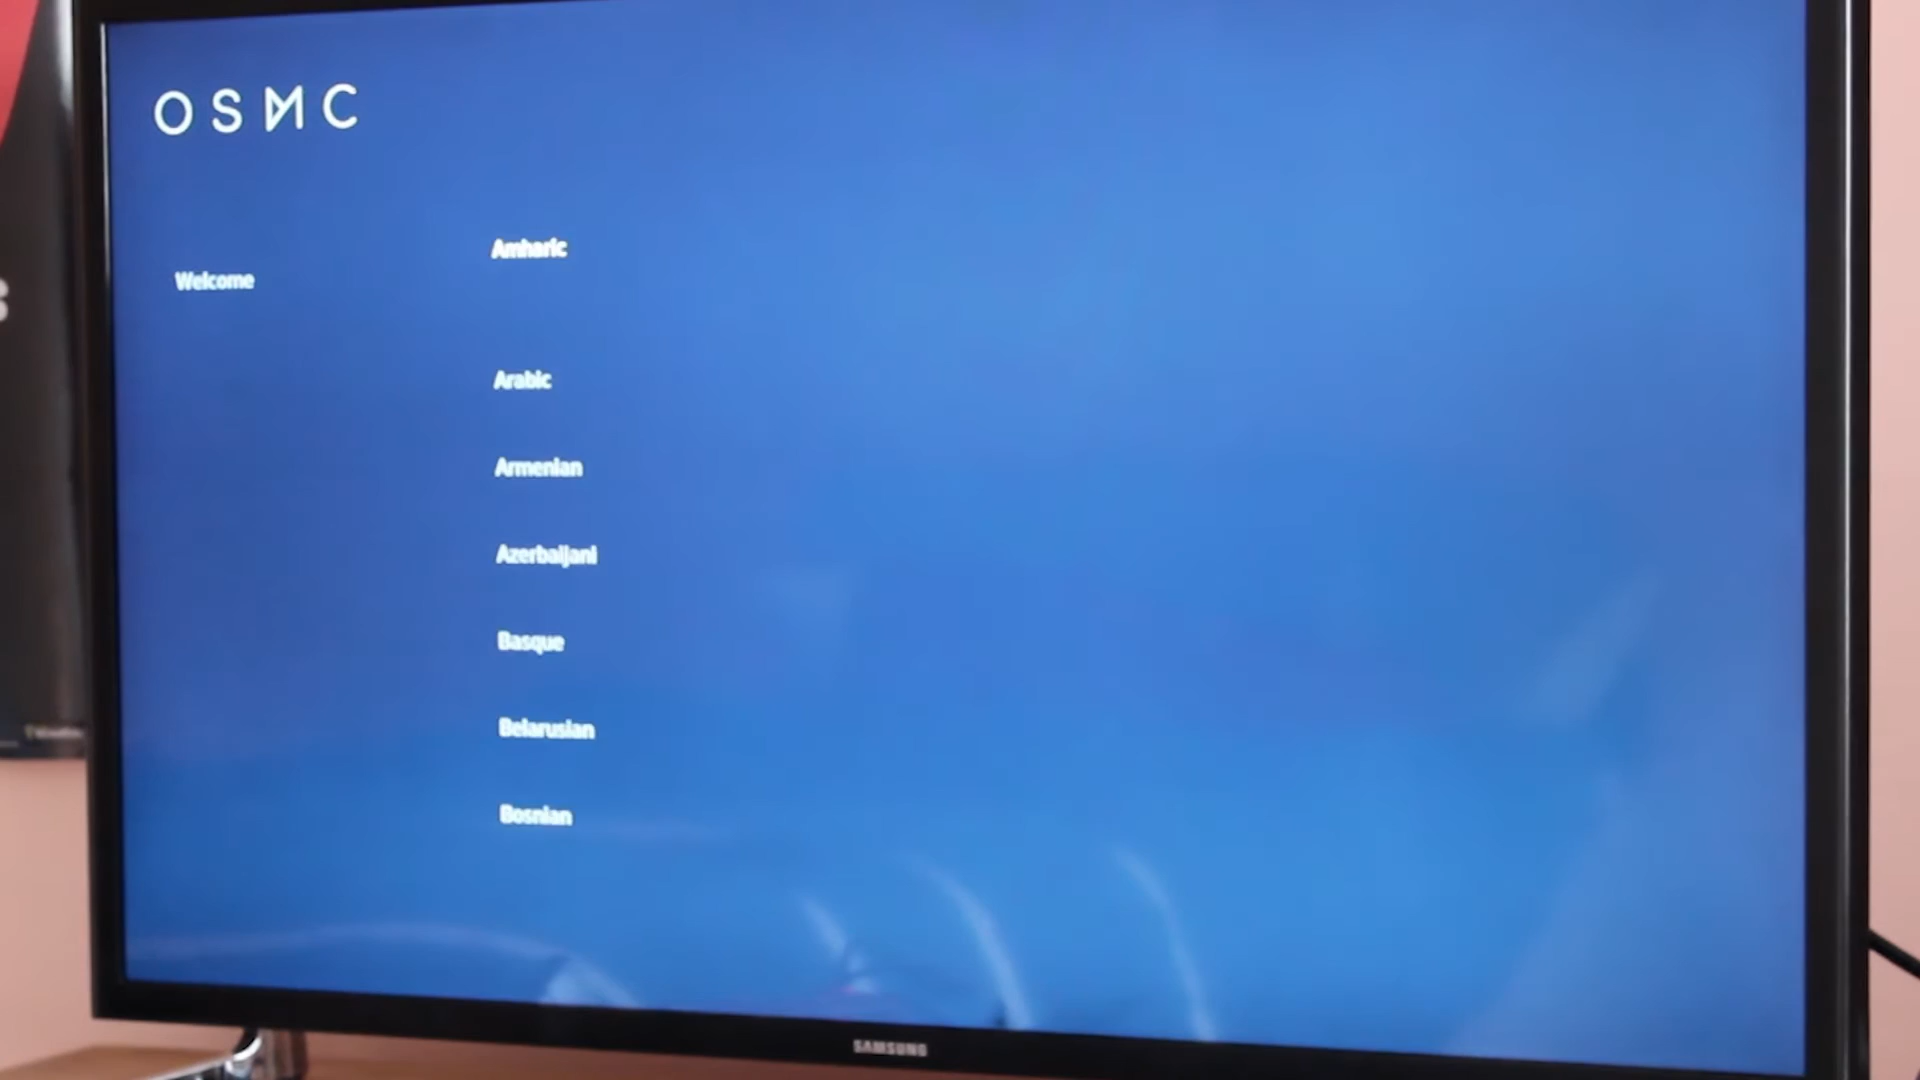 OSMC
Welcome
Amharic
Arabic
Armenian
Azerbaijani
Basque
Belarusian
Bosnian
SAMSUNG